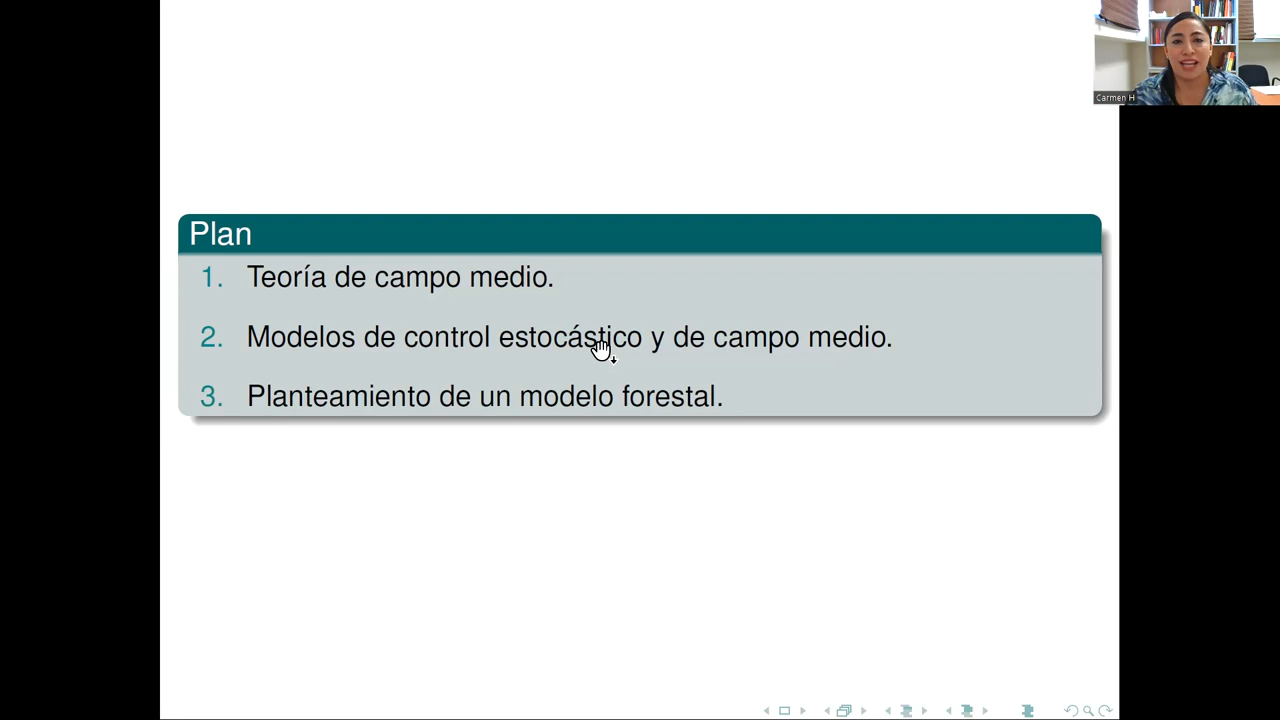 Carmen H
Plan
1. Teoría de campo medio.
2. Modelos de control estocástico y de campo medio.
3. Planteamiento de un modelo forestal.